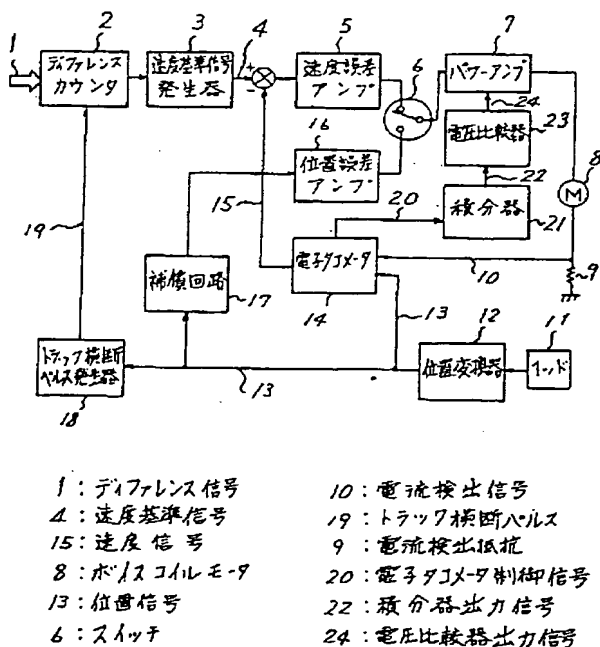 1
2
ディファレンス
カウンタ
3
速度基準信号
発生器
4
+
-
5
速度誤差
アンプ
6
7
パワーアンプ
24
電圧比較器
23
22
積分器
21
8
M
9
16
位置誤差
アンプ
15
20
電子タコメータ
14
10
19
補償回路
17
13
12
位置変換器
11
ヘッド
トラック横断
パルス発生器
18
13
1:ディファレンス信号
4:速度基準信号
15:速度信号
8:ボイスコイルモータ
13:位置信号
6:スイッチ
10:電流検出信号
19:トラック横断パルス
9:電流検出抵抗
20:電子タコメータ制御信号
22:積分器出力信号
24:電圧比較器出力信号